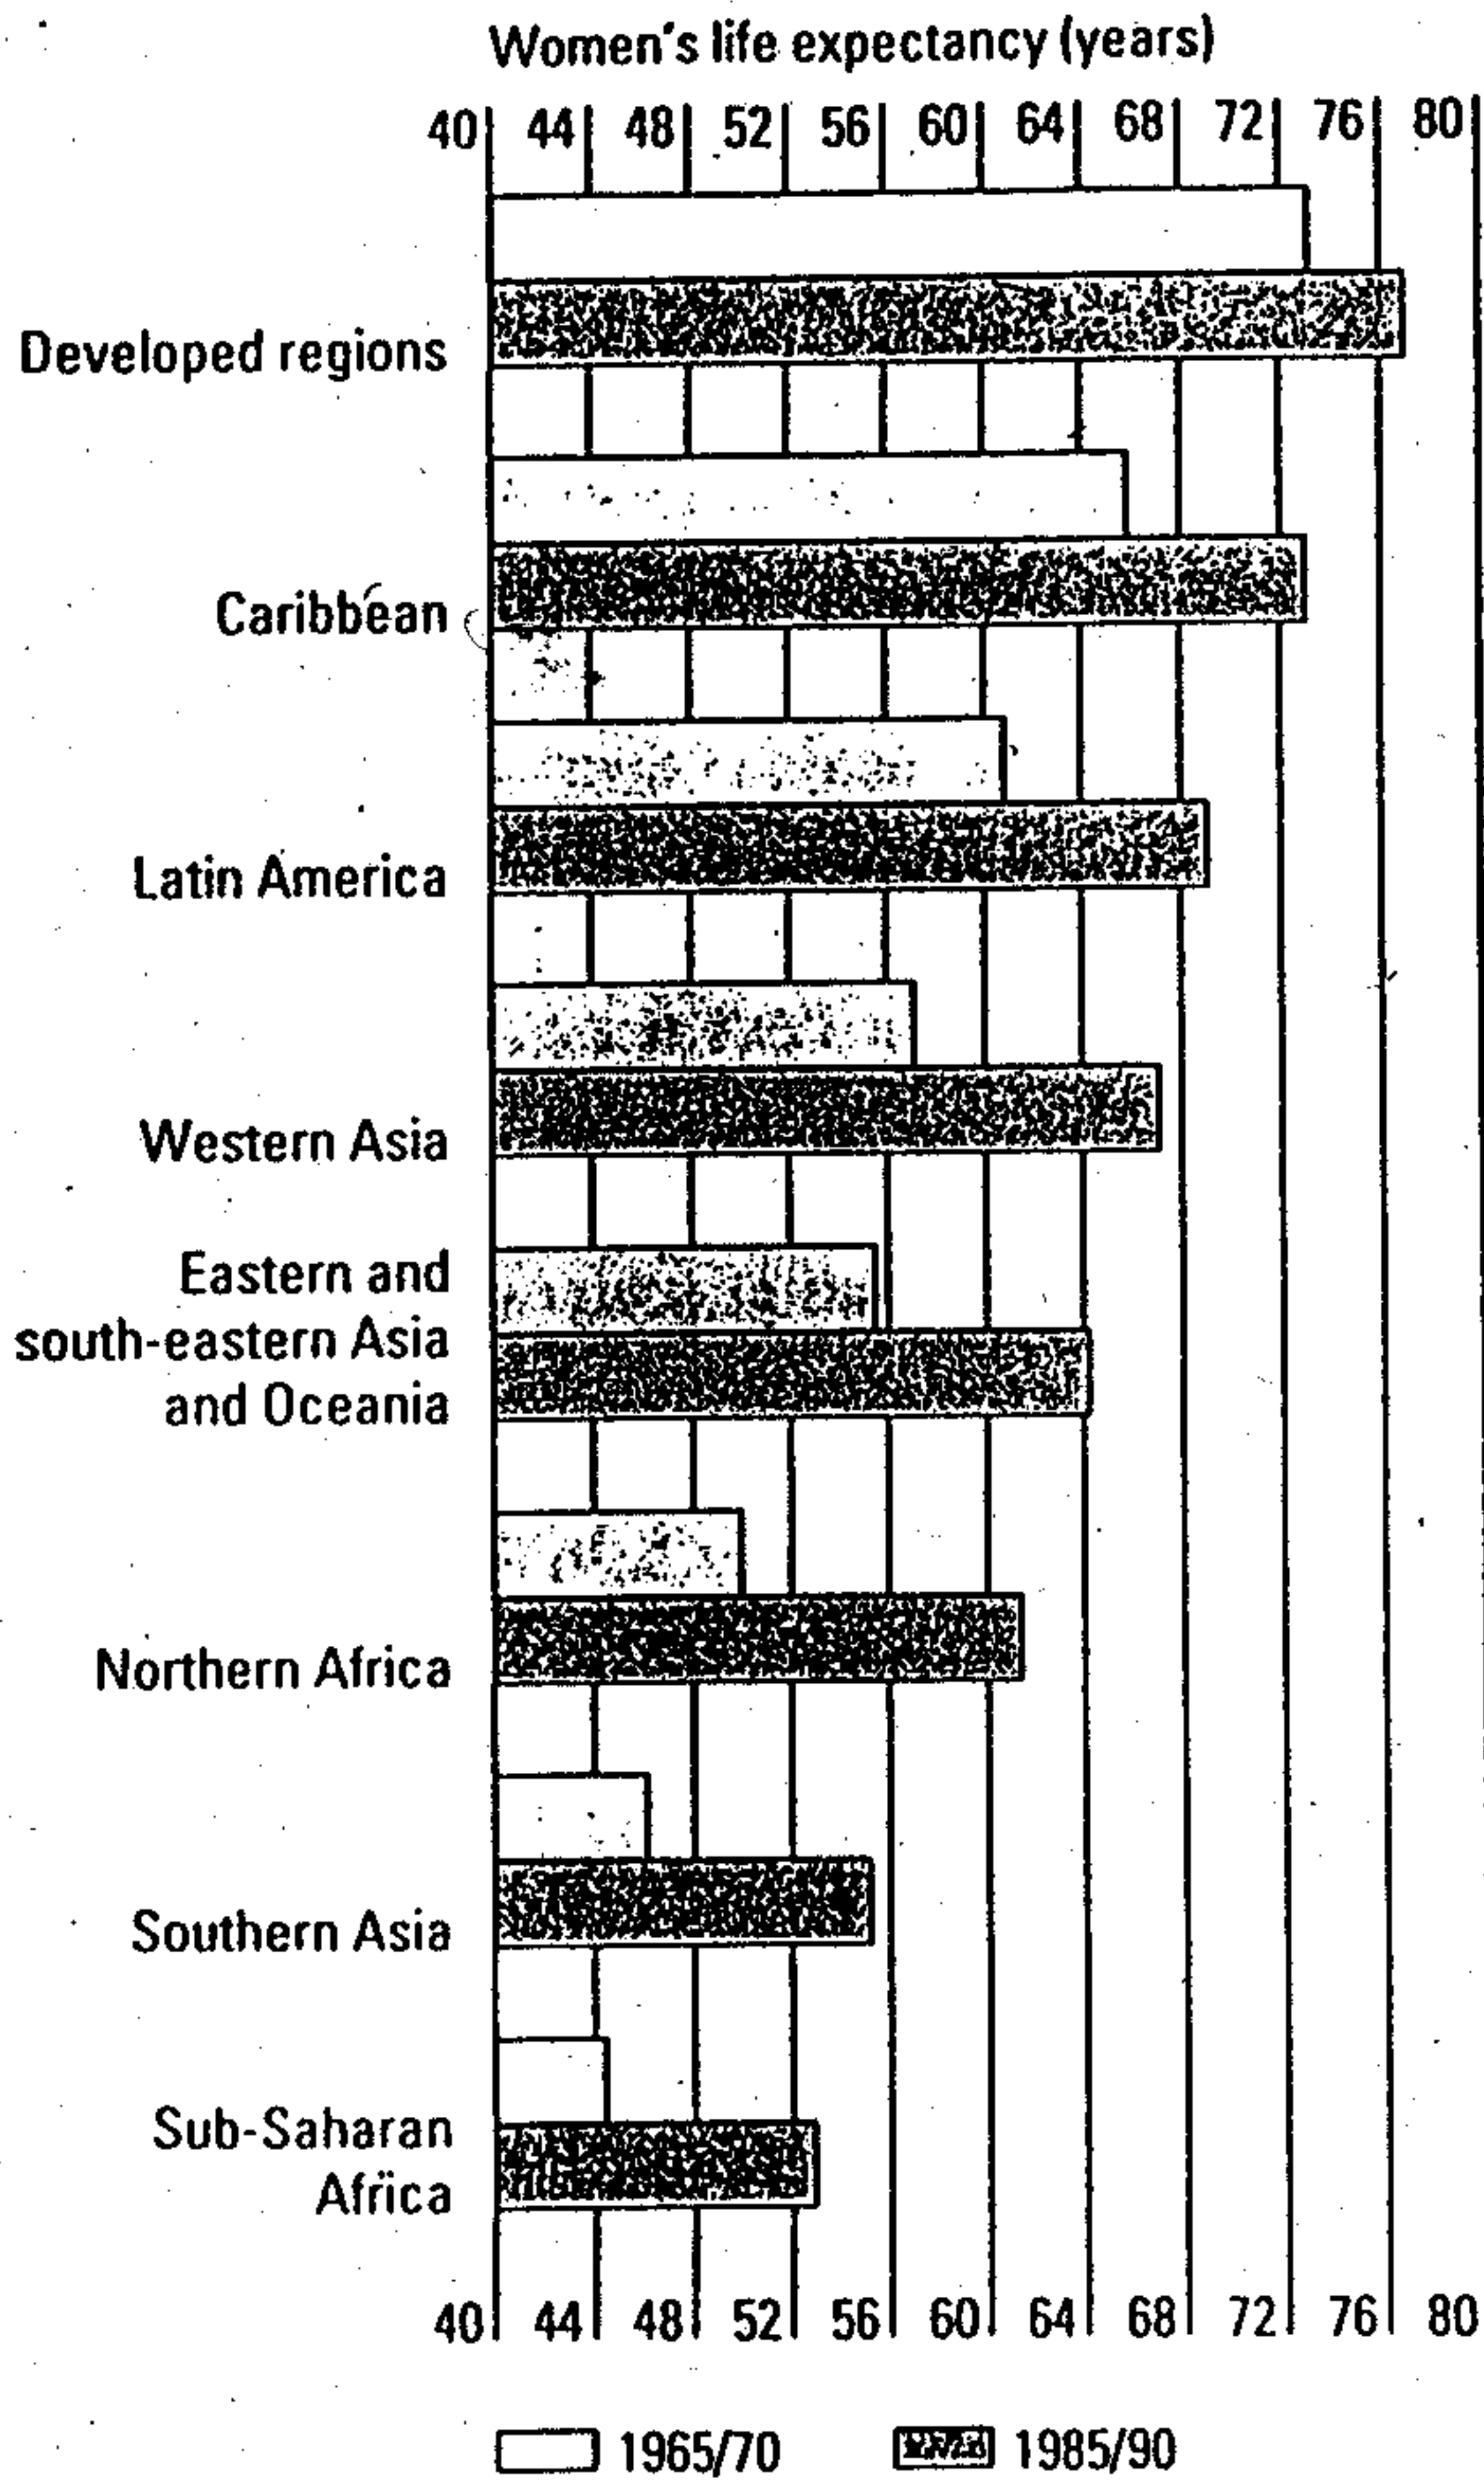 Women's life expectancy (years)
40 44 48 52 56 60 64 68 72 76 80
Developed regions
Caribbean
Latin America
Western Asia
Eastern and
south-eastern Asia
and Oceania
Northern Africa
Southern Asia
Sub-Saharan
Africa
40 44 48 52 56 60 64 68 72 76 80
1965/70 1985/90